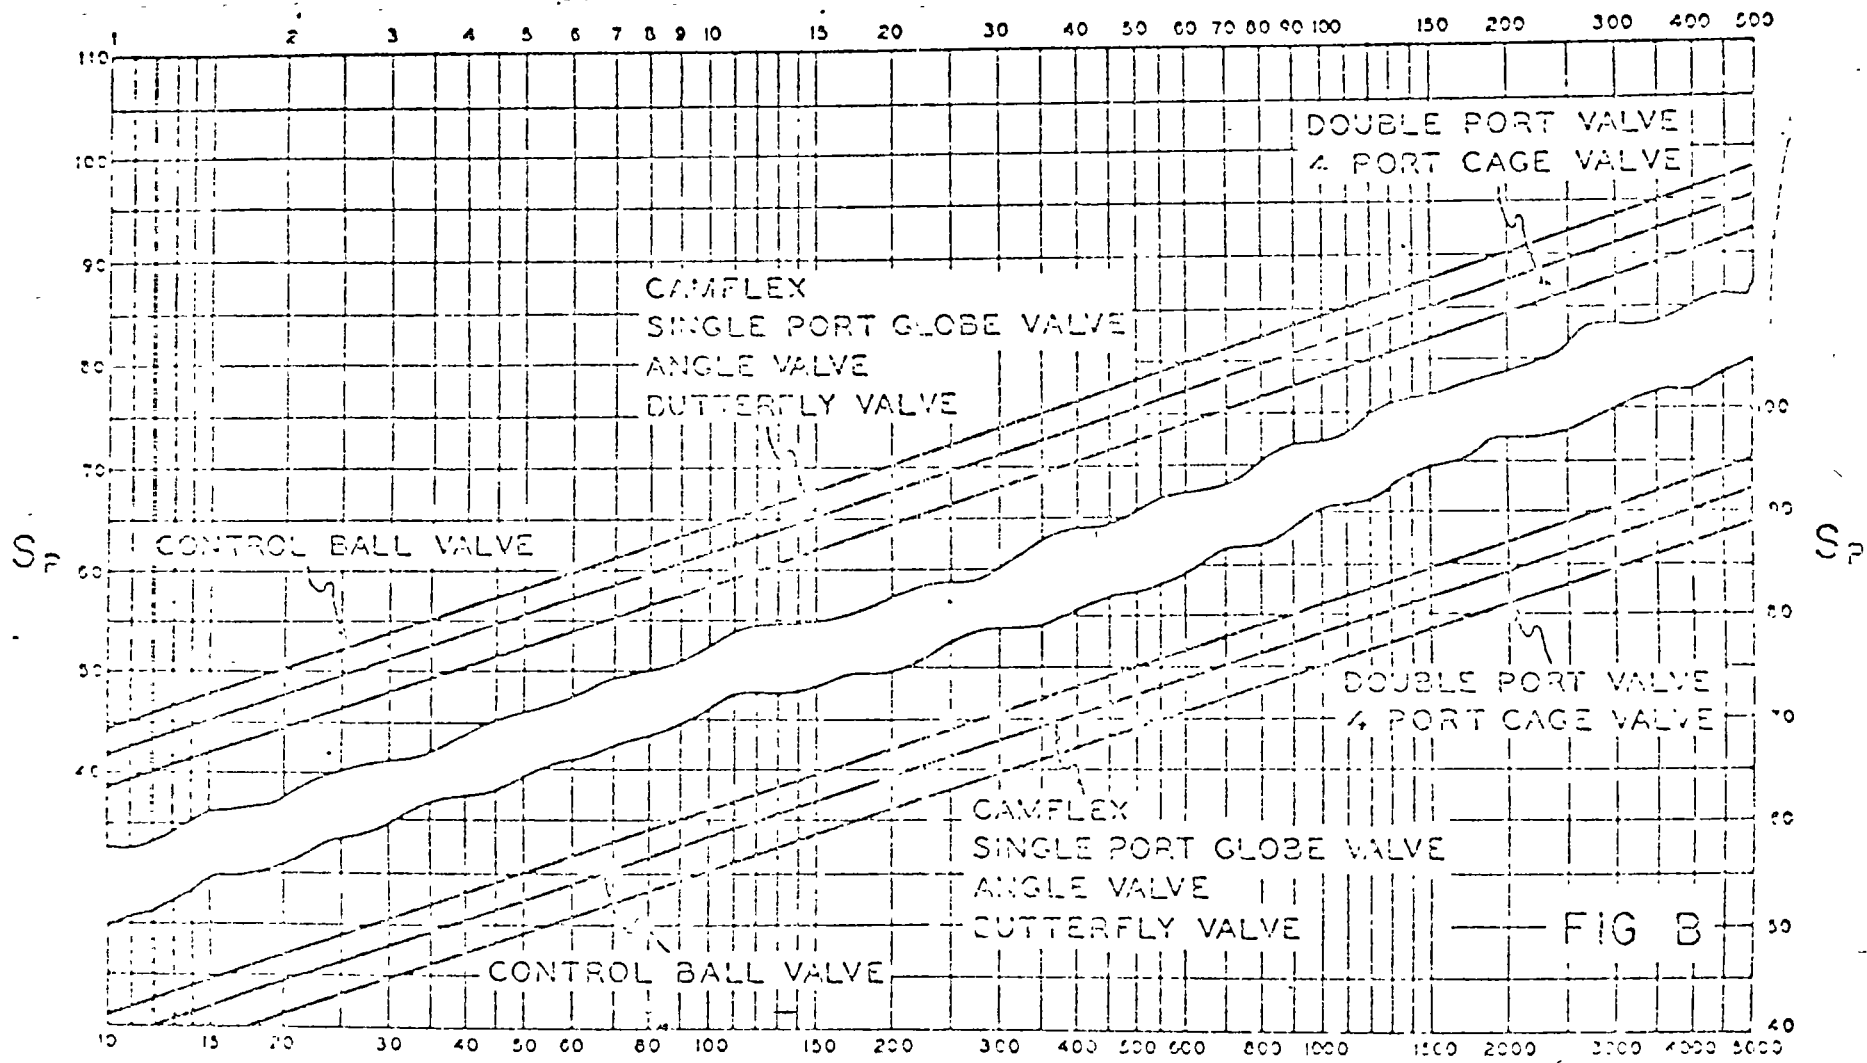 1 2 3 4 5 6 7 8 9 10 15 20 30 40 50 60 70 80 90 100 150 200 300 400 500
110
DOUBLE PORT VALVE
100
4 PORT CAGE VALVE
90
CAMFLEX
SINGLE PORT GLOBE VALVE
ANGLE VALVE
80
BUTTERFLY VALVE
100
70
90
CONTROL BALL VALVE
SP SP
60
80
50
DOUBLE PORT VALVE
4 PORT CAGE VALVE
70
40
CAMFLEX
60
SINGLE PORT GLOBE VALVE
ANGLE VALVE
BUTTERFLY VALVE
FIG B
50
CONTROL BALL VALVE
40
10 15 20 30 40 50 60 80 100 150 200 300 400 500 600 1000 1500 2000 3000 4000 5000